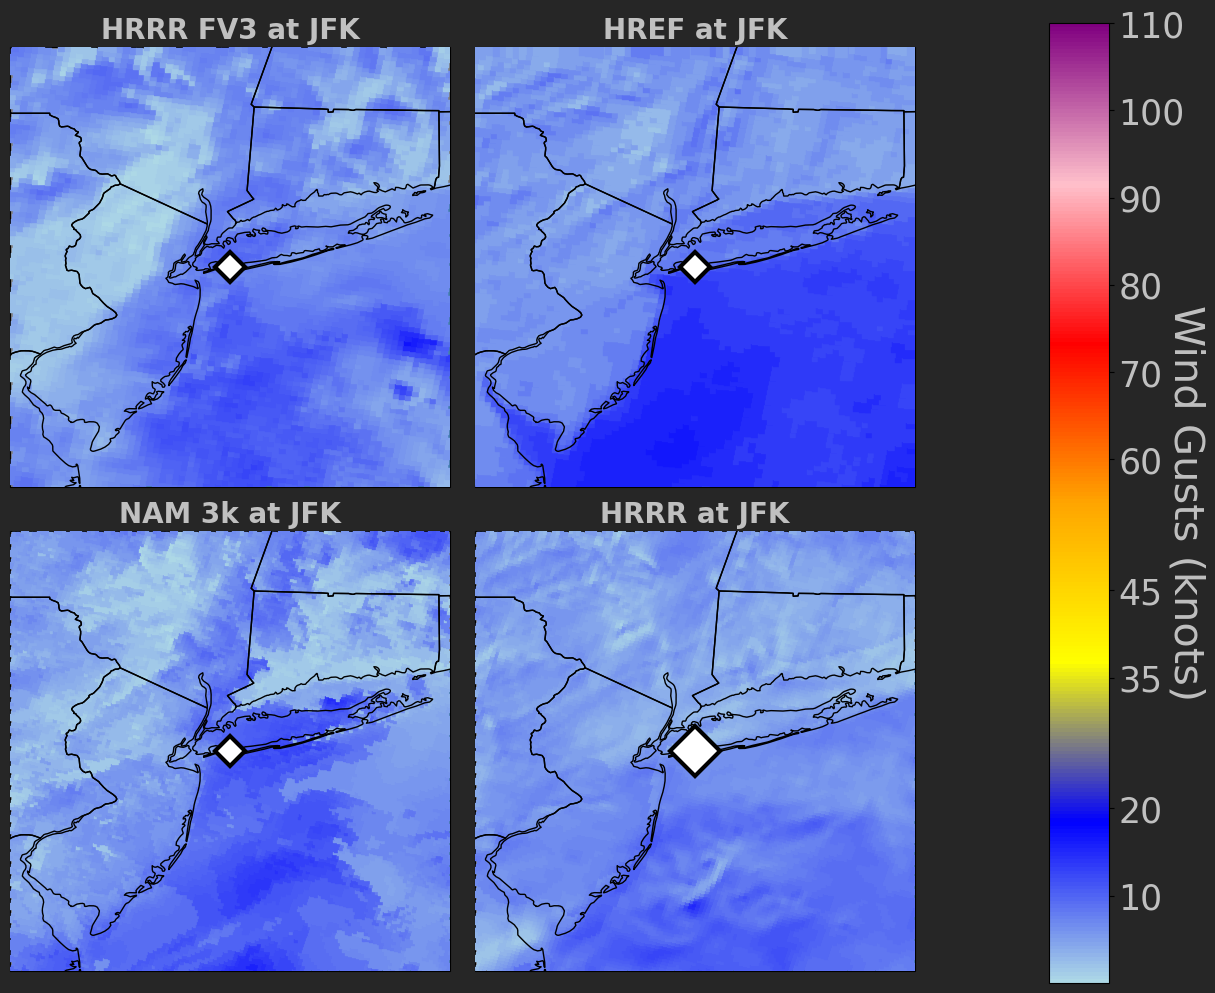 HRRR FV3 at JFK
HREF at JFK
NAM 3k at JFK
HRRR at JFK
110
100
90
80
70
60
45
35
20
10
Wind Gusts (knots)